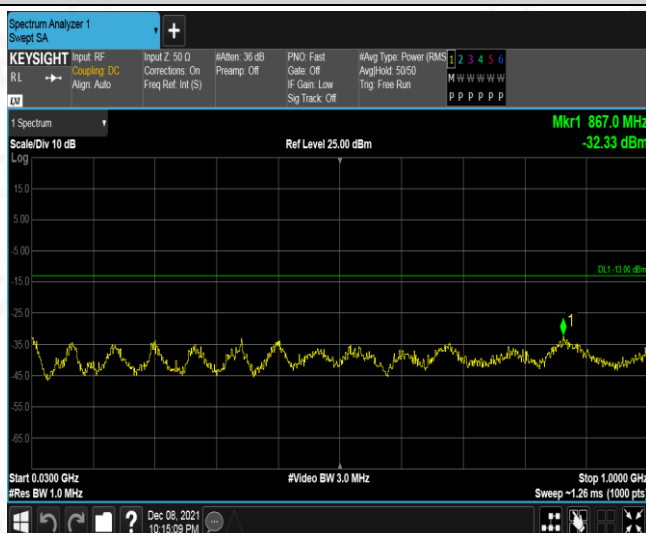 Spectrum Analyzer 1
Swept SA
+
KEYSIGHT
RL
LXI
Input: RF
Coupling: DC
Align: Auto
Input Z: 50 Ω
Corrections: On
Freq Ref: Int (S)
#Atten: 36 dB
Preamp: Off
PNO: Fast
Gate: Off
IF Gain: Low
Sig Track: Off
#Avg Type: Power (RMS
Avg|Hold: 50/50
Trig: Free Run
1 2 3 4 5 6
M W W W W W
P P P P P P
1 Spectrum
Mkr1 867.0 MHz
-32.33 dBm
Scale/Div 10 dB
Ref Level 25.00 dBm
Log
15.0
5.00
-5.00
DL1 -13.00 dBm
-15.0
-25.0
1
-35.0
-45.0
-55.0
-65.0
Start 0.0300 GHz
#Video BW 3.0 MHz
Stop 1.0000 GHz
#Res BW 1.0 MHz
Sweep ~1.26 ms (1000 pts)
?
Dec 08, 2021
10:15:09 PM